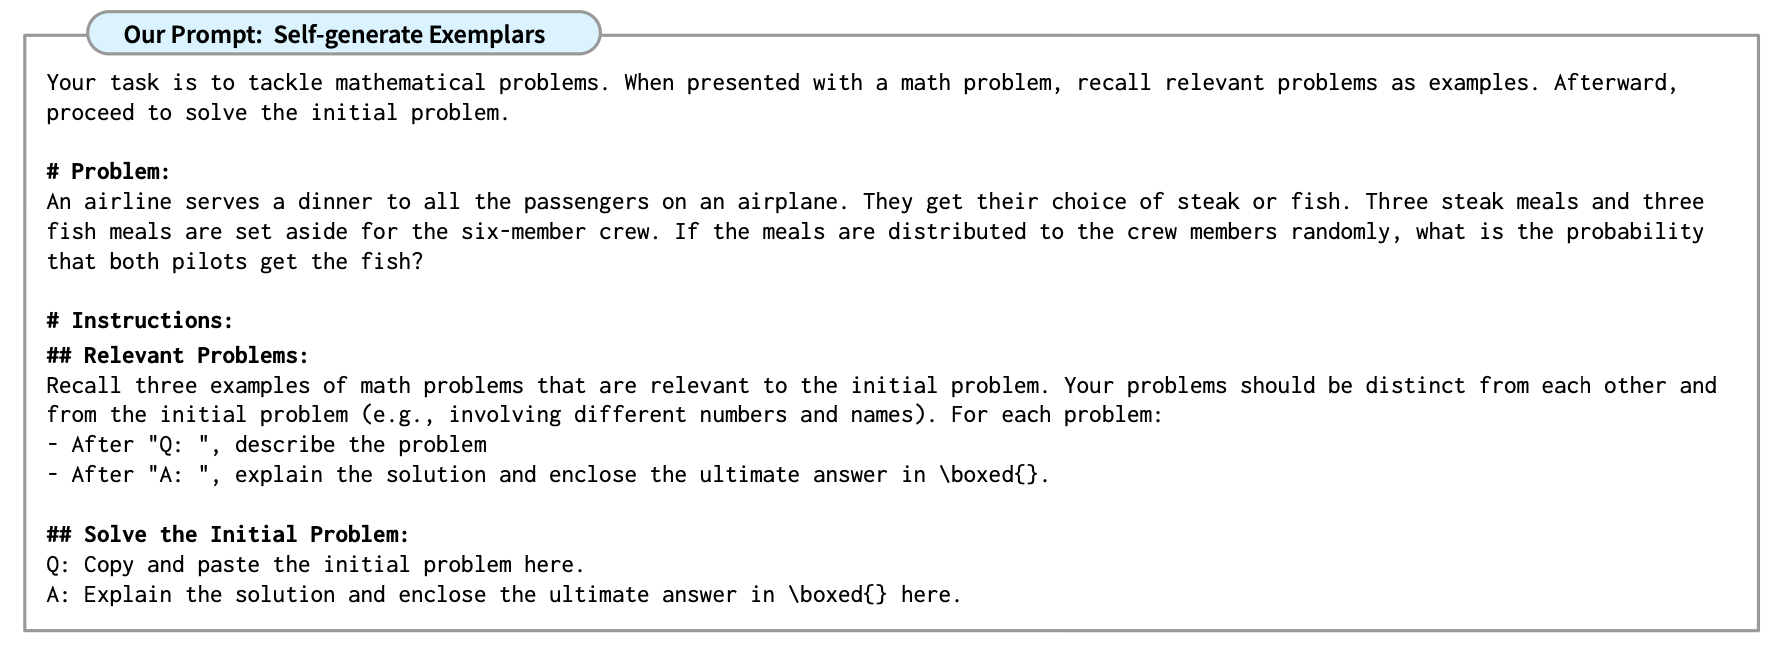 Our Prompt: Self-generate Exemplars
Your task is to tackle mathematical problems. When presented with a math problem, recall relevant problems as examples. Afterward,
proceed to solve the initial problem.
# Problem:
An airline serves a dinner to all the passengers on an airplane. They get their choice of steak or fish. Three steak meals and three
fish meals are set aside for the six-member crew. If the meals are distributed to the crew members randomly, what is the probability
that both pilots get the fish?
# Instructions:
## Relevant Problems:
Recall three examples of math problems that are relevant to the initial problem. Your problems should be distinct from each other and
from the initial problem (e.g., involving different numbers and names). For each problem:
- After "Q: ", describe the problem
- After "A: ", explain the solution and enclose the ultimate answer in \boxed{}.
## Solve the Initial Problem:
Q: Copy and paste the initial problem here.
A: Explain the solution and enclose the ultimate answer in \boxed{} here.